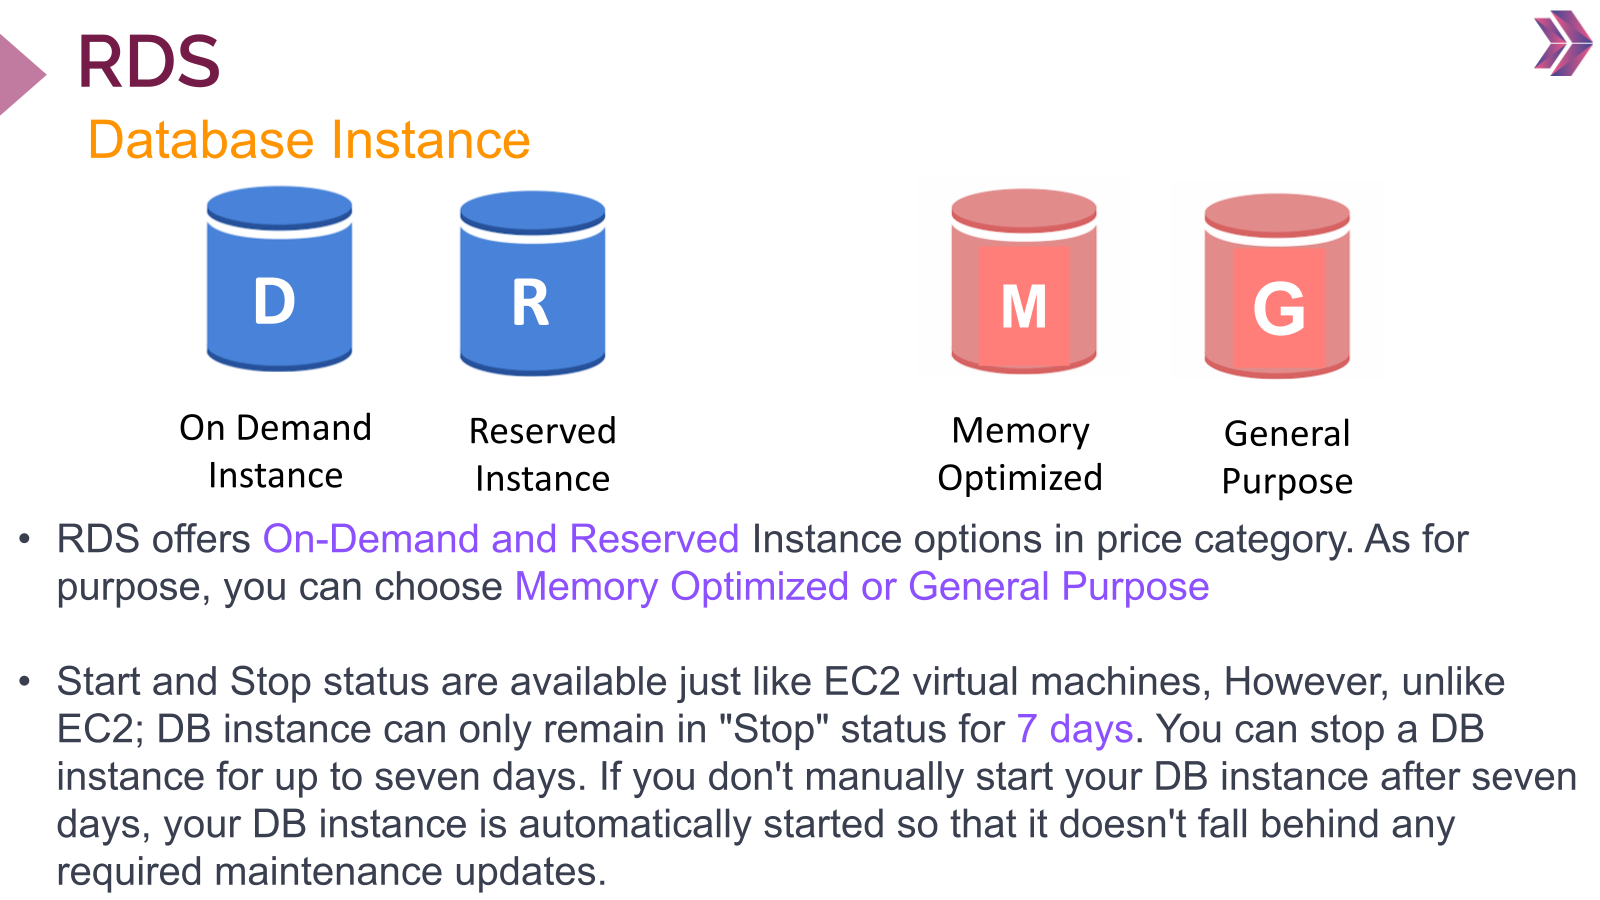 RDS
Database Instance
D
R
M
G
On Demand
Instance
Reserved
Instance
Memory
Optimized
General
Purpose
• RDS offers On-Demand and Reserved Instance options in price category. As for
purpose, you can choose Memory Optimized or General Purpose
• Start and Stop status are available just like EC2 virtual machines, However, unlike
EC2; DB instance can only remain in "Stop" status for 7 days. You can stop a DB
instance for up to seven days. If you don't manually start your DB instance after seven
days, your DB instance is automatically started so that it doesn't fall behind any
required maintenance updates.